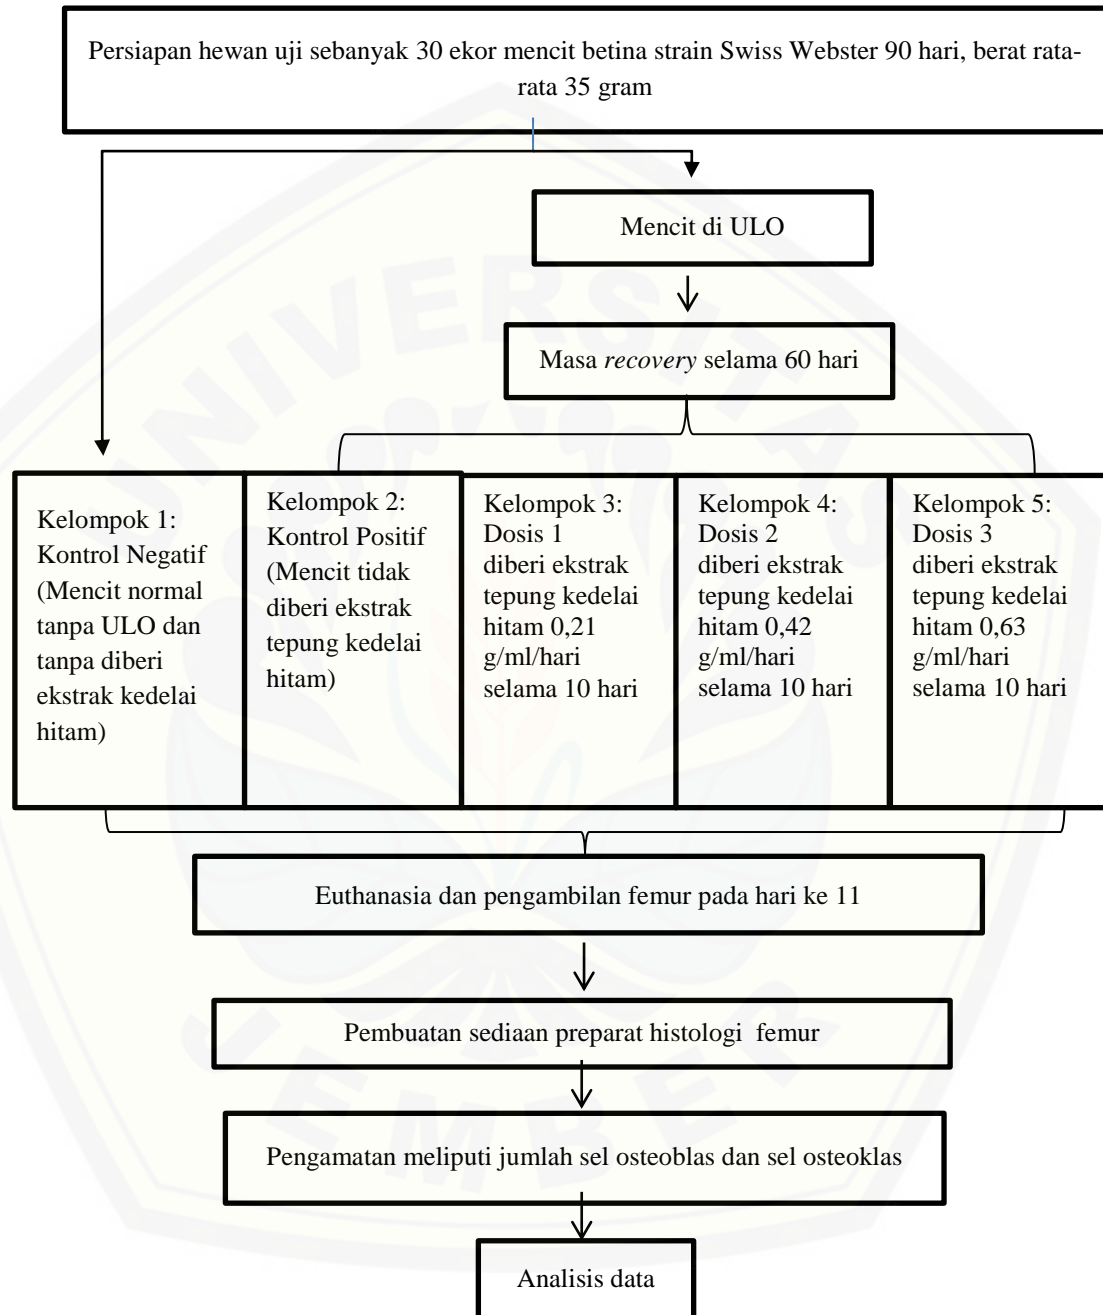 Persiapan hewan uji sebanyak 30 ekor mencit betina strain Swiss Webster 90 hari, berat rata-
rata 35 gram
Mencit di ULO
Masa recovery selama 60 hari
Kelompok 1:
Kontrol Negatif
(Mencit normal
tanpa ULO dan
tanpa diberi
ekstrak kedelai
hitam)
Kelompok 2:
Kontrol Positif
(Mencit tidak
diberi ekstrak
tepung kedelai
hitam)
Kelompok 3:
Dosis 1
diberi ekstrak
tepung kedelai
hitam 0,21
g/ml/hari
selama 10 hari
Kelompok 4:
Dosis 2
diberi ekstrak
tepung kedelai
hitam 0,42
g/ml/hari
selama 10 hari
Kelompok 5:
Dosis 3
diberi ekstrak
tepung kedelai
hitam 0,63
g/ml/hari
selama 10 hari
Euthanasia dan pengambilan femur pada hari ke 11
Pembuatan sediaan preparat histologi femur
Pengamatan meliputi jumlah sel osteoblas dan sel osteoklas
Analisis data
UNIVERSITAS
JEMBER